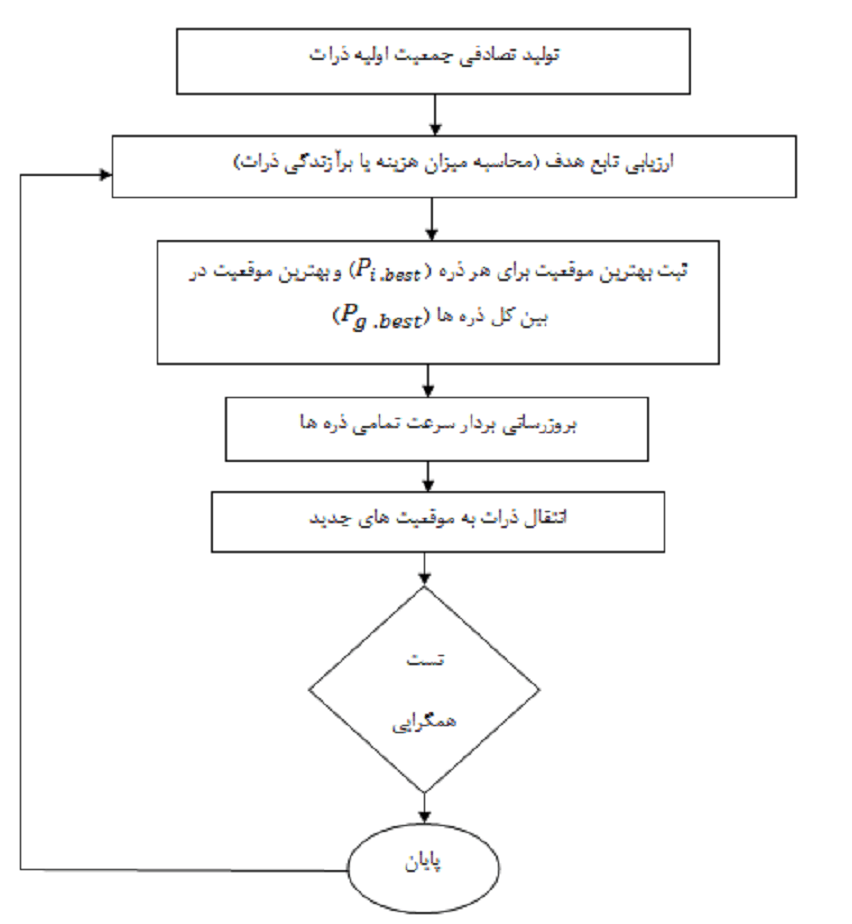 تولید تصادفی جمعیت اولیه ذرات
ارزیابی تابع هدف (محاسبه میزان هزینه یا برآزندگی ذرات)
ثبت بهترین موقعیت برای هر ذره (P_{i.best}) و بهترین موقعیت در
بین کل ذره ها (P_{g.best})
بروزرسانی بردار سرعت تمامی ذره ها
انتقال ذرات به موقعیت های جدید
تست
همگرایی
پایان